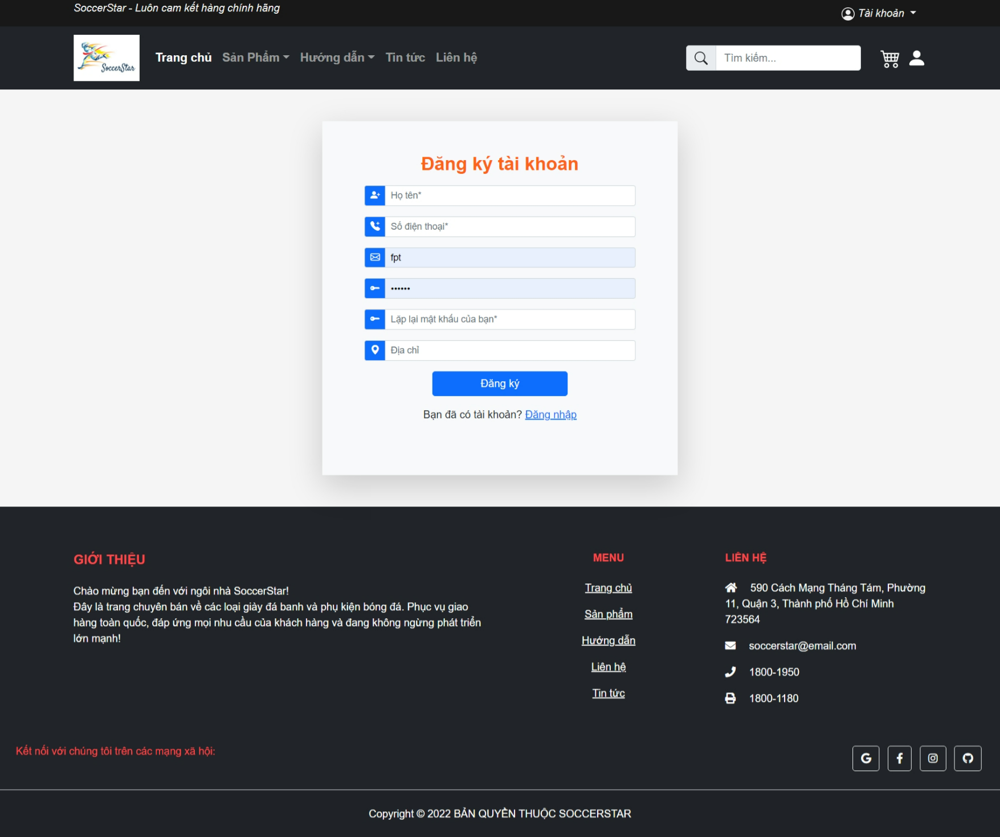 SoccerStar - Luôn cam kết hàng chính hãng
Tài khoản
SoccerStar
Trang chủ
Sản Phẩm
Hướng dẫn
Tin tức
Liên hệ
Tìm kiếm...
Đăng ký tài khoản
Họ tên*
Số điện thoại*
fpt
••••••
Lặp lại mật khẩu của bạn*
Địa chỉ
Đăng ký
Bạn đã có tài khoản? Đăng nhập
GIỚI THIỆU
Chào mừng bạn đến với ngôi nhà SoccerStar!
Đây là trang chuyên bán về các loại giày đá banh và phụ kiện bóng đá. Phục vụ giao
hàng toàn quốc, đáp ứng mọi nhu cầu của khách hàng và đang không ngừng phát triển
lớn mạnh!
MENU
Trang chủ
Sản phẩm
Hướng dẫn
Liên hệ
Tin tức
LIÊN HỆ
590 Cách Mạng Tháng Tám, Phường
11, Quận 3, Thành phố Hồ Chí Minh
723564
soccerstar@email.com
1800-1950
1800-1180
Kết nối với chúng tôi trên các mạng xã hội:
Copyright © 2022 BẢN QUYỀN THUỘC SOCCERSTAR